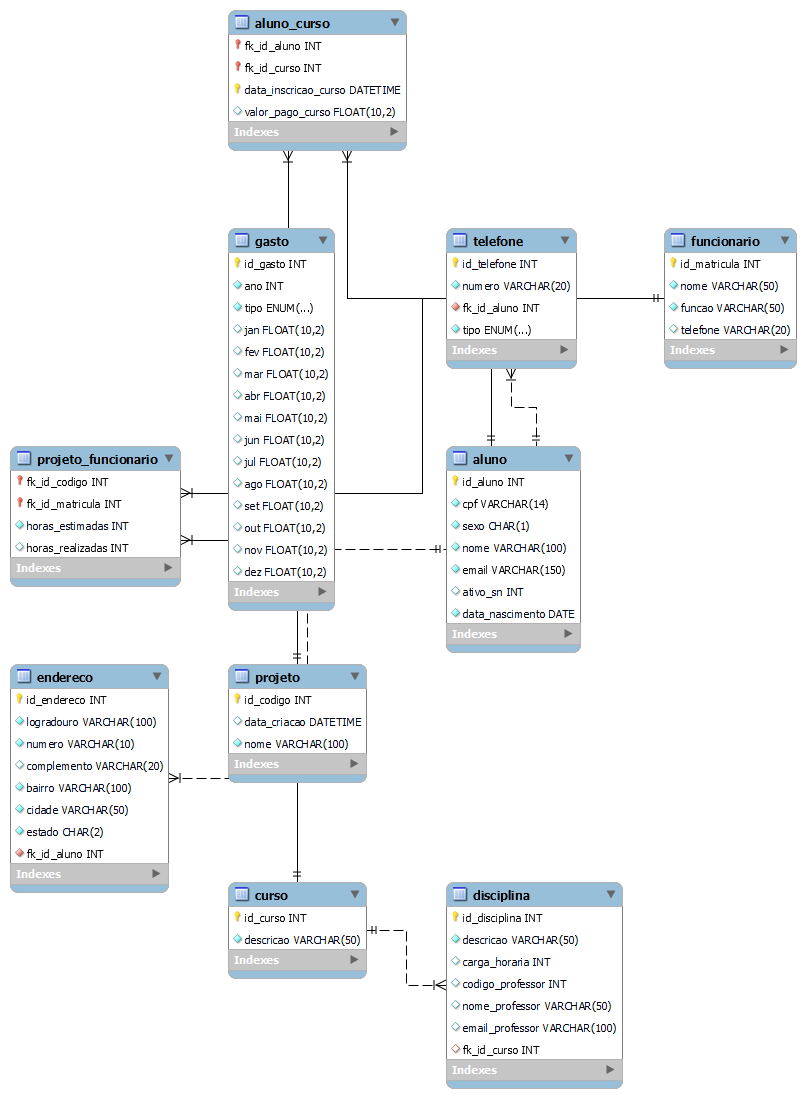 aluno_curso
fk_id_aluno INT
fk_id_curso INT
data_inscricao_curso DATETIME
valor_pago_curso FLOAT(10,2)
Indexes
gasto
id_gasto INT
ano INT
tipo ENUM(...)
jan FLOAT(10,2)
fev FLOAT(10,2)
mar FLOAT(10,2)
abr FLOAT(10,2)
mai FLOAT(10,2)
jun FLOAT(10,2)
jul FLOAT(10,2)
ago FLOAT(10,2)
set FLOAT(10,2)
out FLOAT(10,2)
nov FLOAT(10,2)
dez FLOAT(10,2)
Indexes
telefone
id_telefone INT
numero VARCHAR(20)
fk_id_aluno INT
tipo ENUM(...)
Indexes
funcionario
id_matricula INT
nome VARCHAR(50)
funcao VARCHAR(50)
telefone VARCHAR(20)
Indexes
projeto_funcionario
fk_id_codigo INT
fk_id_matricula INT
horas_estimadas INT
horas_realizadas INT
Indexes
aluno
id_aluno INT
cpf VARCHAR(14)
sexo CHAR(1)
nome VARCHAR(100)
email VARCHAR(150)
ativo_sn INT
data_nascimento DATE
Indexes
endereco
id_endereco INT
logradouro VARCHAR(100)
numero VARCHAR(10)
complemento VARCHAR(20)
bairro VARCHAR(100)
cidade VARCHAR(50)
estado CHAR(2)
fk_id_aluno INT
Indexes
projeto
id_codigo INT
data_criacao DATETIME
nome VARCHAR(100)
Indexes
curso
id_curso INT
descricao VARCHAR(50)
Indexes
disciplina
id_disciplina INT
descricao VARCHAR(50)
carga_horaria INT
codigo_professor INT
nome_professor VARCHAR(50)
email_professor VARCHAR(100)
fk_id_curso INT
Indexes